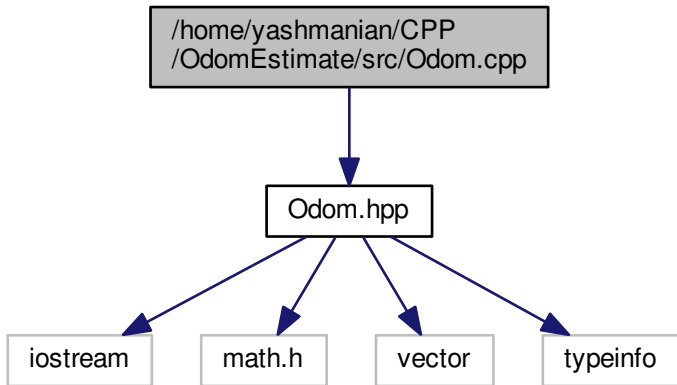 /home/yashmanian/CPP
/OdomEstimate/src/Odom.cpp
Odom.hpp
iostream
math.h
vector
typeinfo